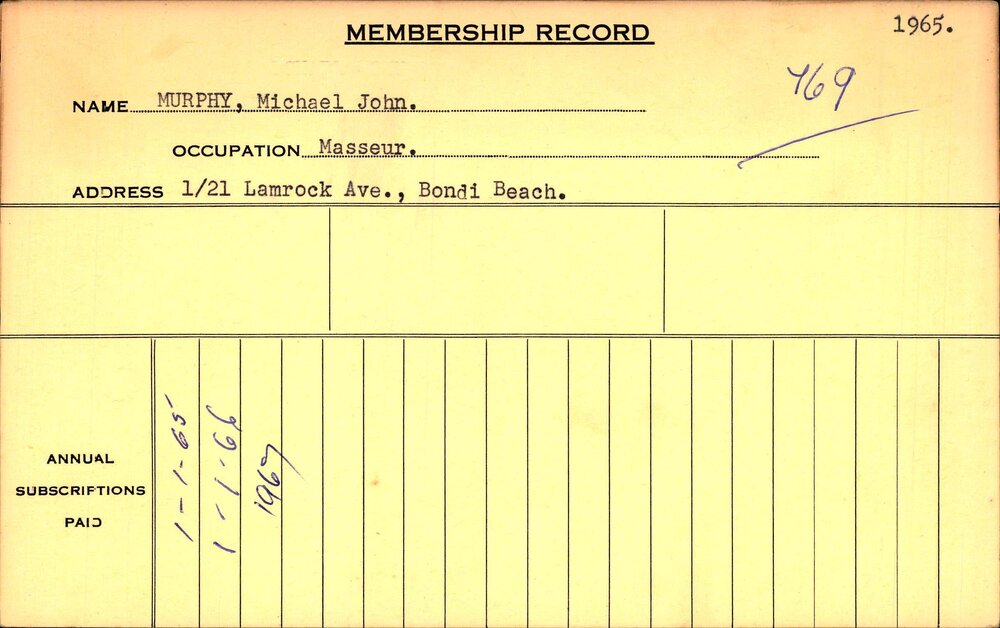 MEMBERSHIP RECORD
1965.
769
NAME MURPHY, Michael John.
OCCUPATION Masseur.
ADDRESS 1/21 Lamrock Ave., Bondi Beach.
ANNUAL
SUBSCRIPTIONS
PAID
1-1-65
1-1-66
1967